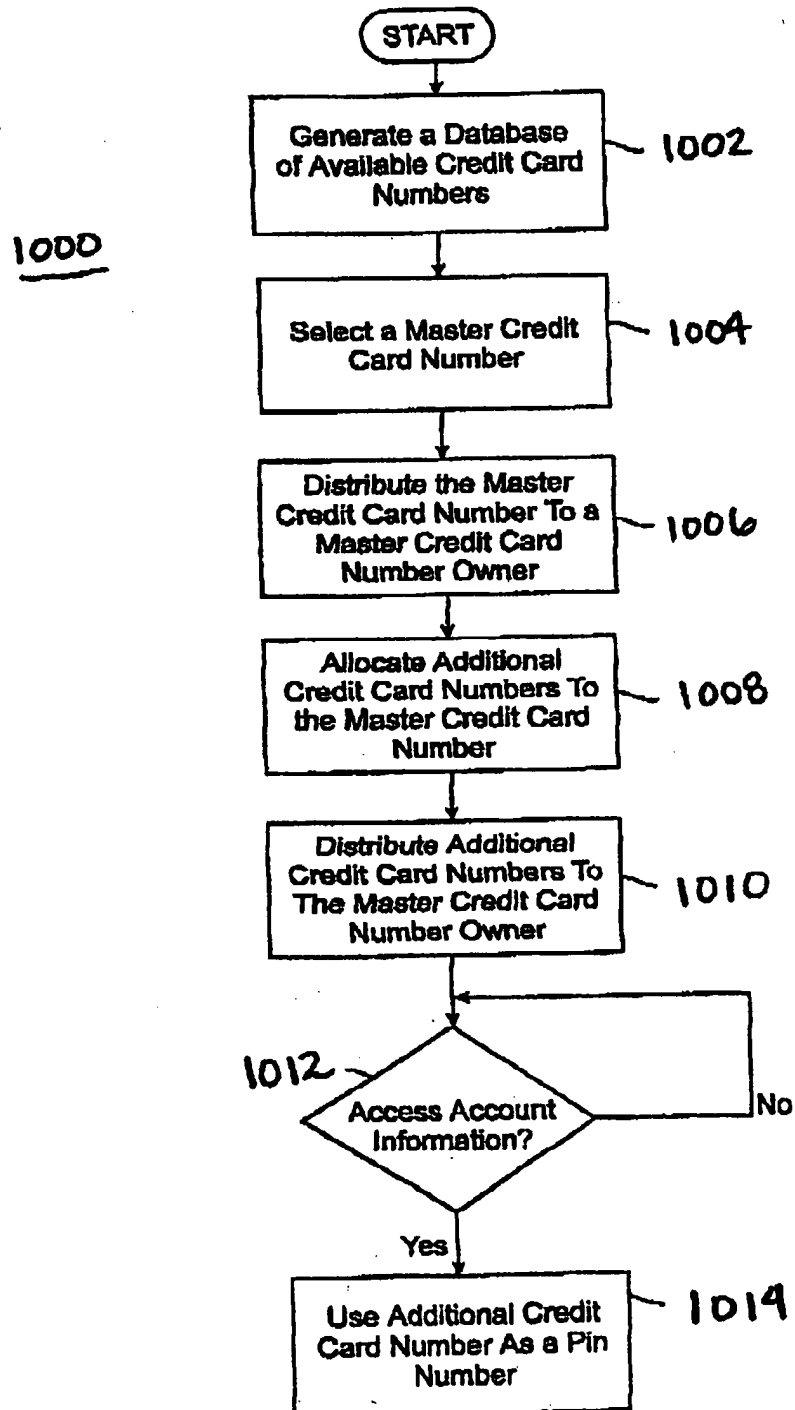 START
Generate a Database
of Available Credit Card
Numbers
1002
1000
Select a Master Credit
Card Number
1004
Distribute the Master
Credit Card Number To a
Master Credit Card
Number Owner
1006
Allocate Additional
Credit Card Numbers To
the Master Credit Card
Number
1008
Distribute Additional
Credit Card Numbers To
The Master Credit Card
Number Owner
1010
1012
Access Account
Information?
No
Yes
Use Additional Credit
Card Number As a Pin
Number
1014